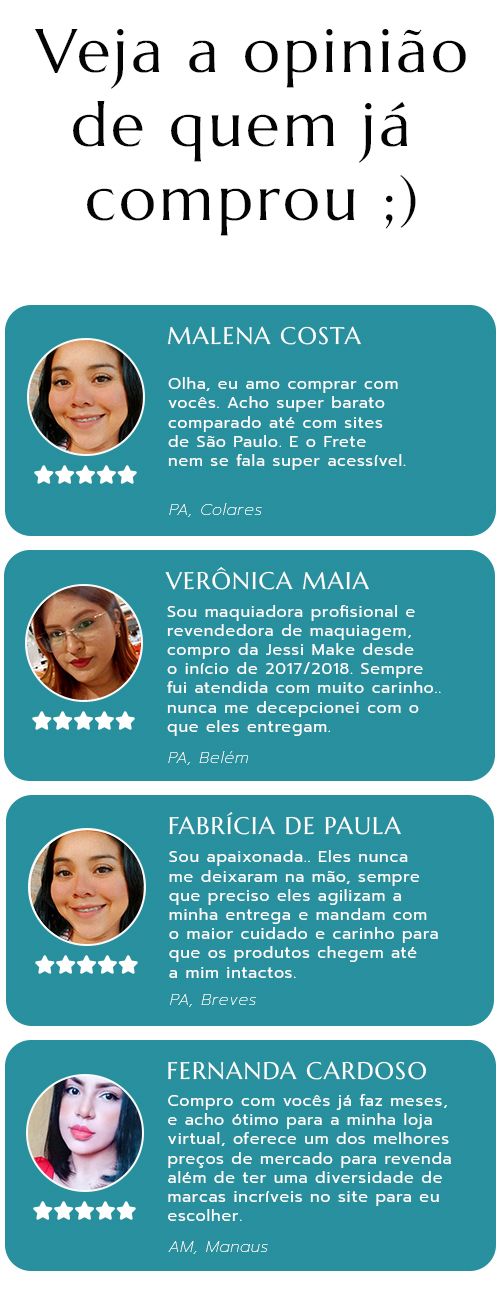 Veja a opinião
de quem já
comprou ;)
MALENA COSTA
Olha, eu amo comprar com
vocês. Acho super barato
comparado até com sites
de São Paulo. E o Frete
nem se fala super acessível.
PA, Colares
VERÔNICA MAIA
Sou maquiadora profisional e
revendedora de maquiagem,
compro da Jessi Make desde
o início de 2017/2018. Sempre
fui atendida com muito carinho..
nunca me decepcionei com o
que eles entregam.
PA, Belém
FABRÍCIA DE PAULA
Sou apaixonada.. Eles nunca
me deixaram na mão, sempre
que preciso eles agilizam a
minha entrega e mandam com
o maior cuidado e carinho para
que os produtos chegem até
a mim intactos.
PA, Breves
FERNANDA CARDOSO
Compro com vocês já faz meses,
e acho ótimo para a minha loja
virtual, oferece um dos melhores
preços de mercado para revenda
além de ter uma diversidade de
marcas incríveis no site para eu
escolher.
AM, Manaus